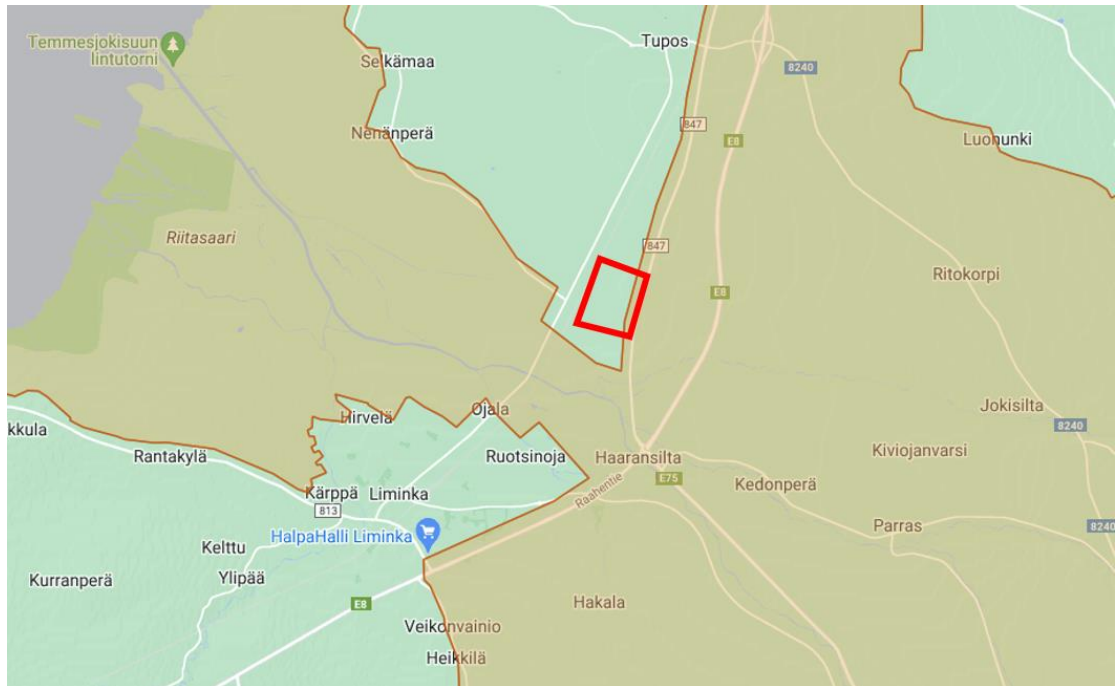 Temmesjokisuun
lintutorni
Selkämaa
Tupos
8240
847
E8
Nenänperä
Luohunki
Riitasaari
847
Ritokorpi
E8
Ojala
Hirvelä
Jokisilta
kkula
8240
Rantakylä
Ruotsinoja
Haaransilta
Kiviojanvarsi
E75
Kedonperä
Raahentie
Kärppä
Liminka
813
Parras
8240
HalpaHalli Liminka
Kelttu
Ylipää
Kurranperä
E8
Hakala
Veikonvainio
Heikkilä